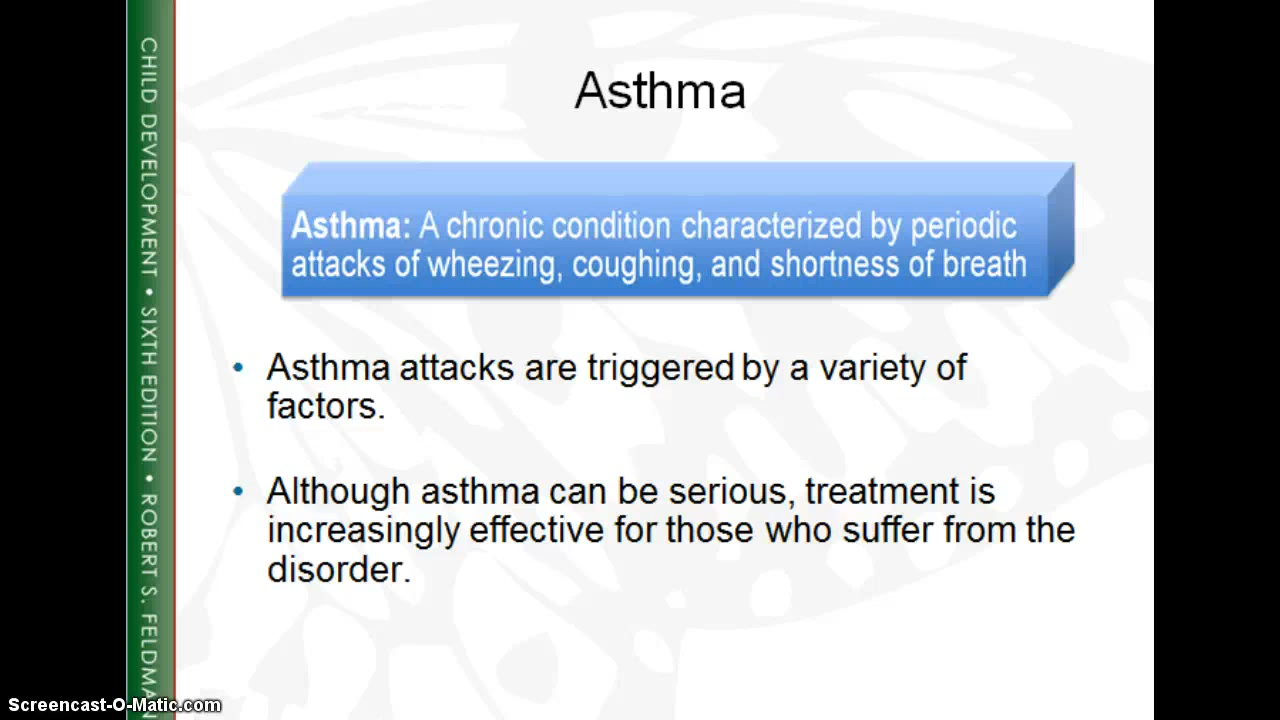 Asthma
Asthma: A chronic condition characterized by periodic
attacks of wheezing, coughing, and shortness of breath
• Asthma attacks are triggered by a variety of
factors.
• Although asthma can be serious, treatment is
increasingly effective for those who suffer from the
disorder.
CHILD DEVELOPMENT • SIXTH EDITION • ROBERT S. FELDMAN
Screencast-O-Matic.com